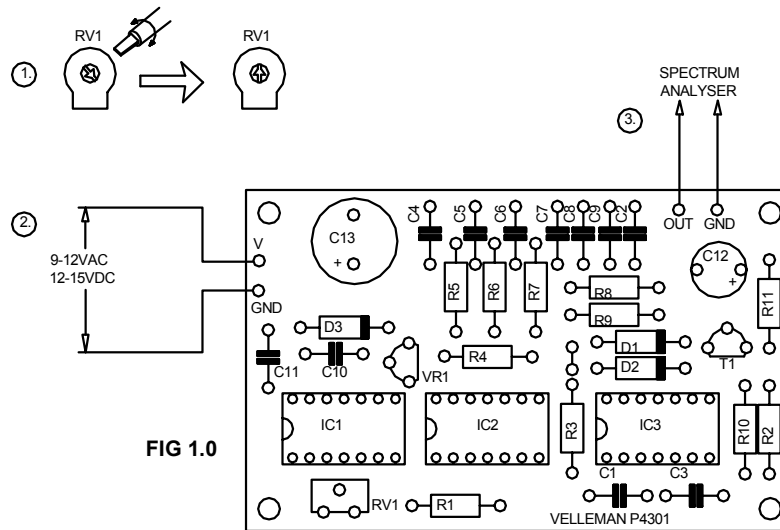 1.
RV1
RV1
SPECTRUM
ANALYSER
3.
2.
9-12VAC
12-15VDC
V
GND
OUT GND
C13
+
C4
C5
C6
C7
C8
C9
C2
C12
+
R5
R6
R7
R8
R9
R11
D3
C11
C10
VR1
R4
D1
D2
T1
IC1
IC2
R3
IC3
R10
R2
FIG 1.0
RV1
R1
C1
C3
VELLEMAN P4301